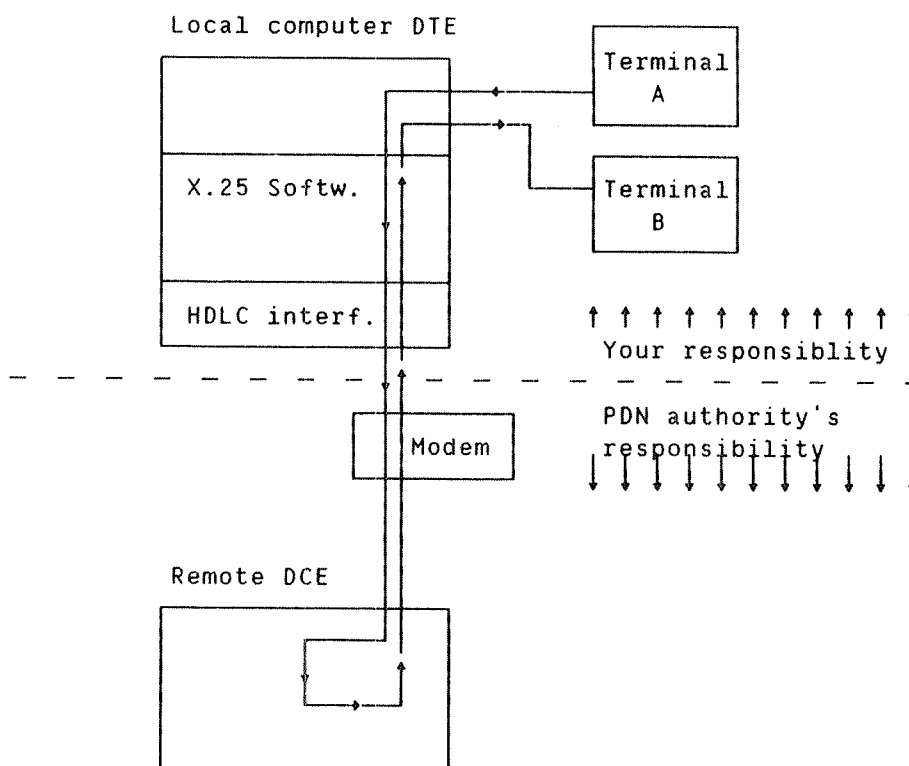 Local computer DTE
Terminal
A
X.25 Softw.
Terminal
B
HDLC interf.
Your responsiblity
PDN authority's
responsibility
Modem
Remote DCE